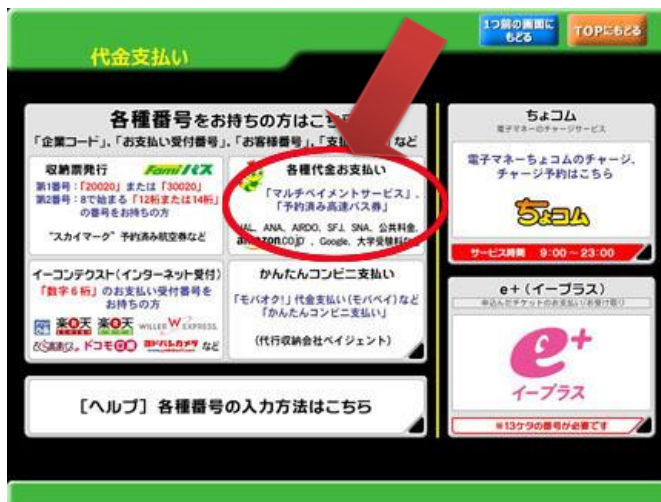 代金支払い
1つ前の画面に
もどる
TOPにもどる
各種番号をお持ちの方はこ
「企業コード」、「お支払い受付番号」、「お客様番号」、「支 など
収納票発行
Famiパス
第1番号:「20020」または「30020」
第2番号:8で始まる「12桁または14桁」
の番号をお持ちの方
"スカイマーク" 予約済み航空券など
各種代金お支払い
「マルチペイメントサービス」、
「予約済み高速バス券」
JAL、ANA、AIRDO、SFJ、SNA、公共料金、
amazon.co.jp、Google、大学受験料など
イーコンテクスト(インターネット受付)
「数字6桁」のお支払い受付番号を
お持ちの方
楽天 楽天 WILLER EXPRESS
ドコモ ヨドバシカメラ など
かんたんコンビニ支払い
「モバオク!」代金支払い(モバペイ)など
「かんたんコンビニ支払い」
(代行収納会社ペイジェント)
[ヘルプ] 各種番号の入力方法はこちら
ちょコム
電子マネーのチャージサービス
電子マネーちょコムのチャージ、
チャージ予約はこちら
ちょコム
サービス時間 9:00~23:00
e+(イープラス)
申込んだチケットのお支払い/お受け取り
e+
イープラス
※13ケタの番号が必要です